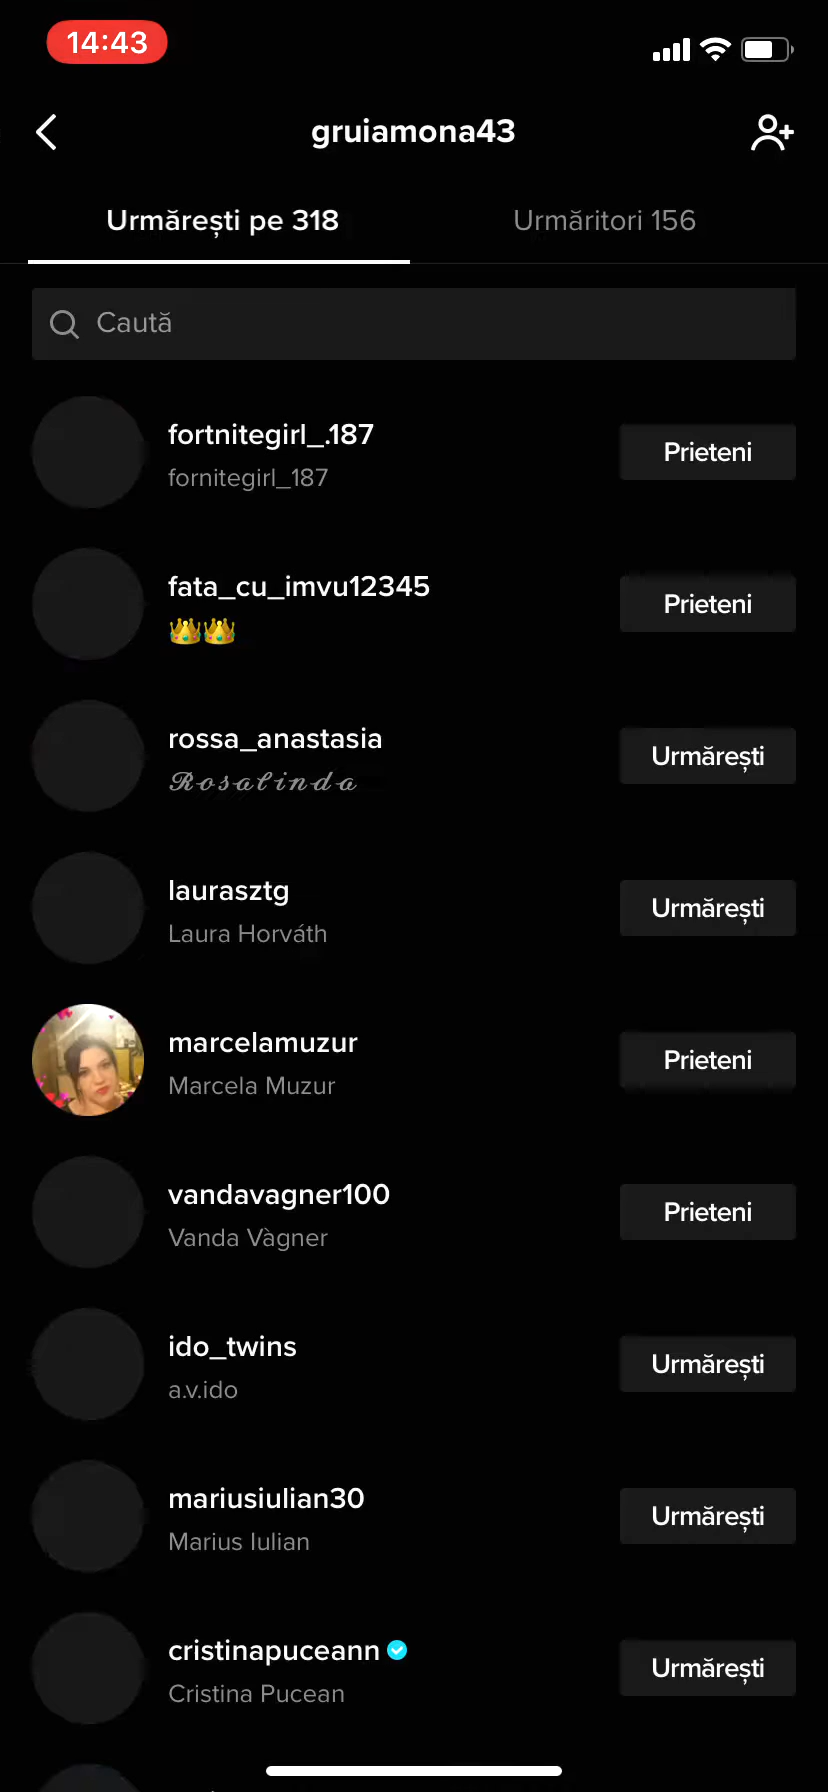 14:43
gruiamona43
Urmărești pe 318
Urmăritori 156
Caută
fortnitegirl_.187
fornitegirl_187
Prieteni
fata_cu_imvu12345
👑👑
Prieteni
rossa_anastasia
𝓡𝓸𝓼𝓪𝓵𝓲𝓷𝓭𝓪
Urmărești
laurasztg
Laura Horváth
Urmărești
marcelamuzur
Marcela Muzur
Prieteni
vandavagner100
Vanda Vàgner
Prieteni
ido_twins
a.v.ido
Urmărești
mariusiulian30
Marius Iulian
Urmărești
cristinapuceann
Cristina Pucean
Urmărești